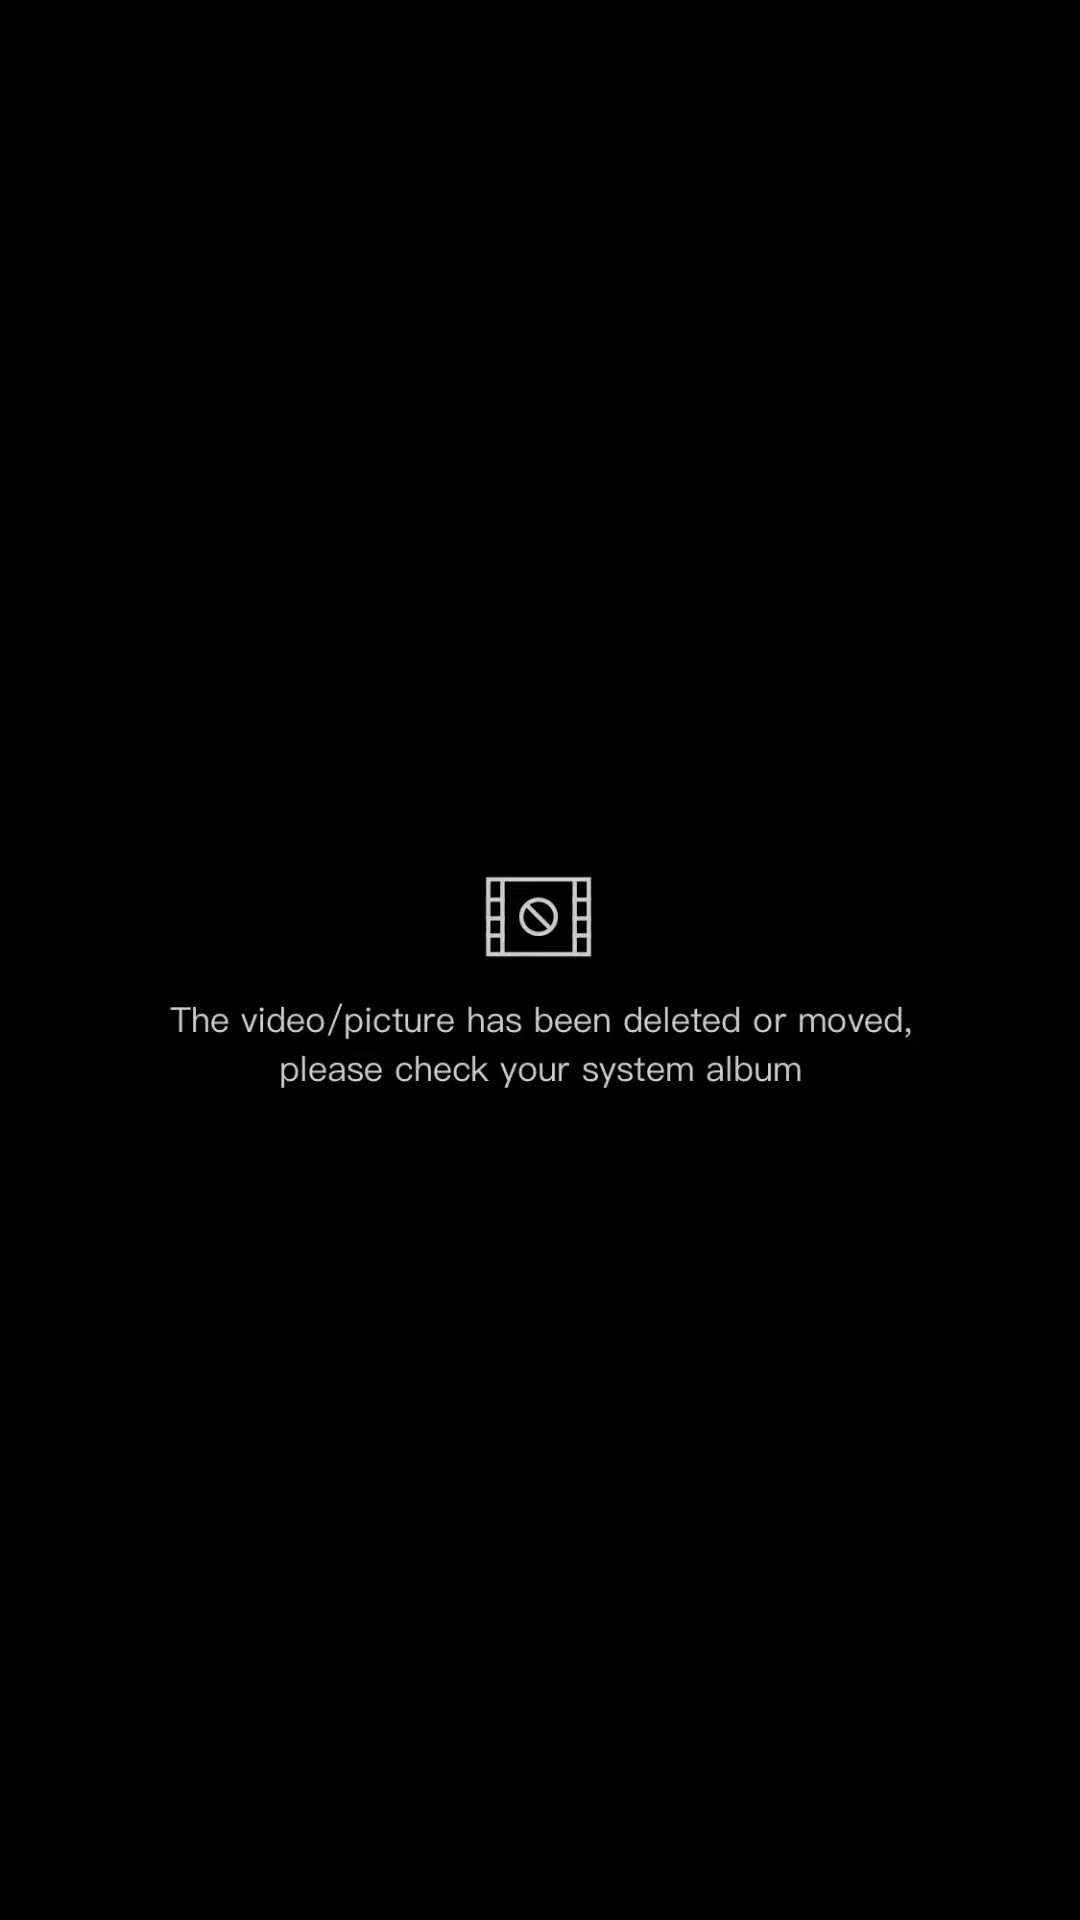 The video/picture has been deleted or moved,
please check your system album